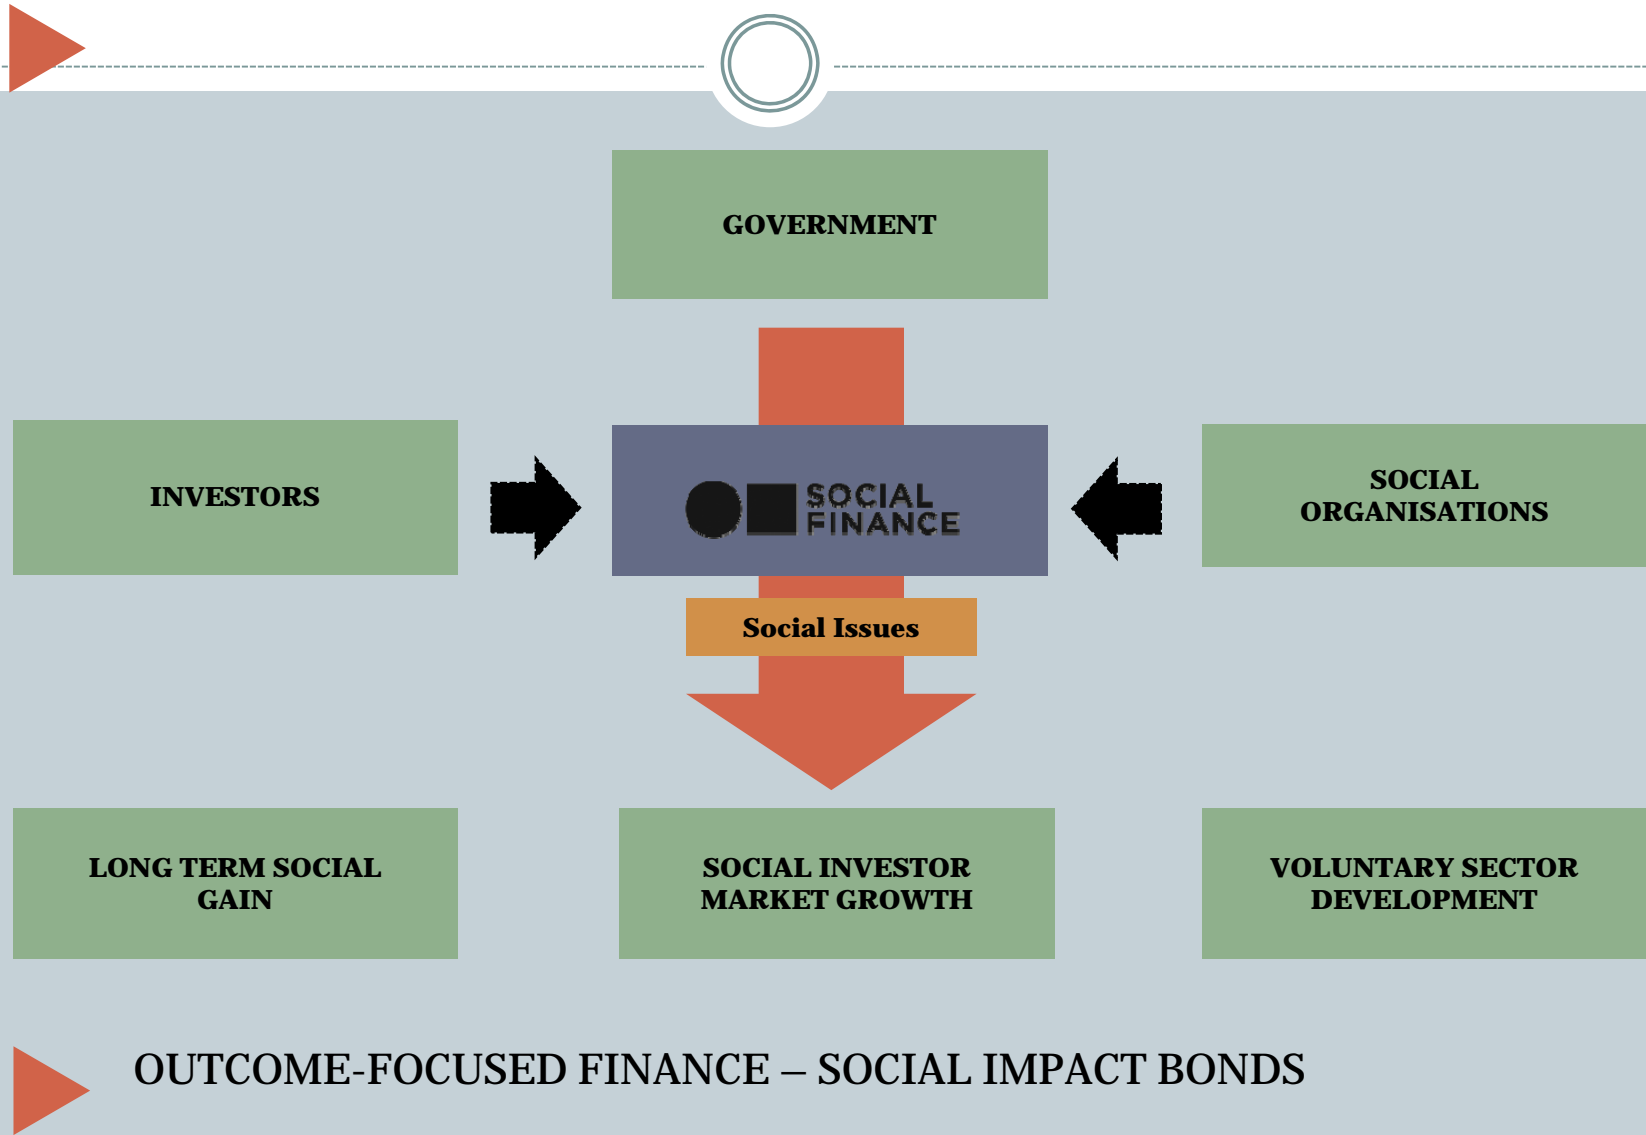 GOVERNMENT
INVESTORS
SOCIAL
FINANCE
SOCIAL
ORGANISATIONS
Social Issues
LONG TERM SOCIAL
GAIN
SOCIAL INVESTOR
MARKET GROWTH
VOLUNTARY SECTOR
DEVELOPMENT
OUTCOME-FOCUSED FINANCE – SOCIAL IMPACT BONDS